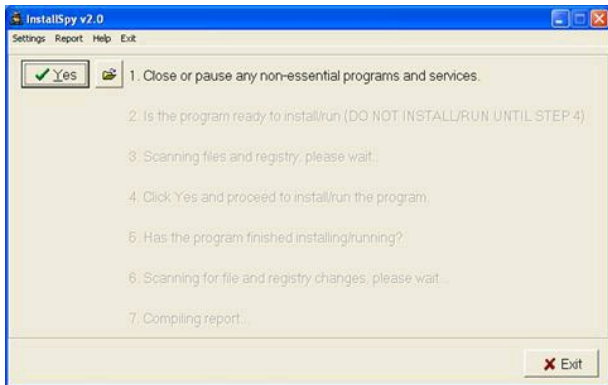 InstallSpy v2.0
Settings Report Help Exit
Yes 1. Close or pause any non-essential programs and services.
2. Is the program ready to install/run (DO NOT INSTALL/RUN UNTIL STEP 4)
3. Scanning files and registry, please wait...
4. Click Yes and proceed to install/run the program.
5. Has the program finished installing/running?
6. Scanning for file and registry changes, please wait...
7. Compiling report...
Exit